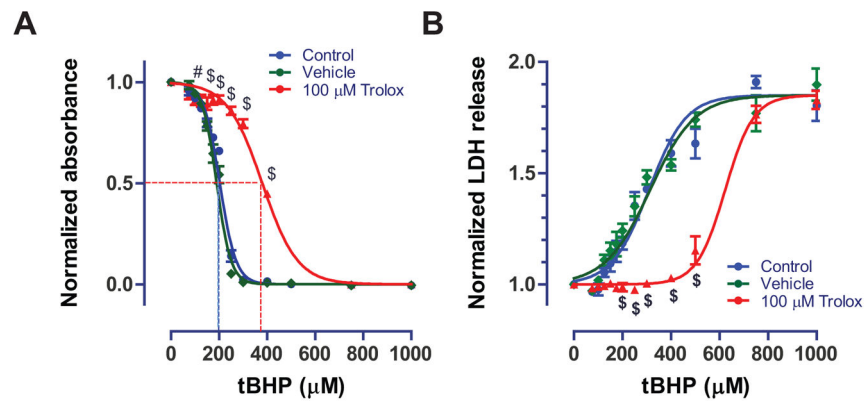 A
Normalized absorbance
1.0
0.5
0.0
# $ $ $ $ $
Control
Vehicle
100 μM Trolox
0 200 400 600 800 1000
tBHP (μM)
B
Normalized LDH release
2.0
1.5
1.0
Control
Vehicle
100 μM Trolox
$ $ $ $ $
0 200 400 600 800 1000
tBHP (μM)